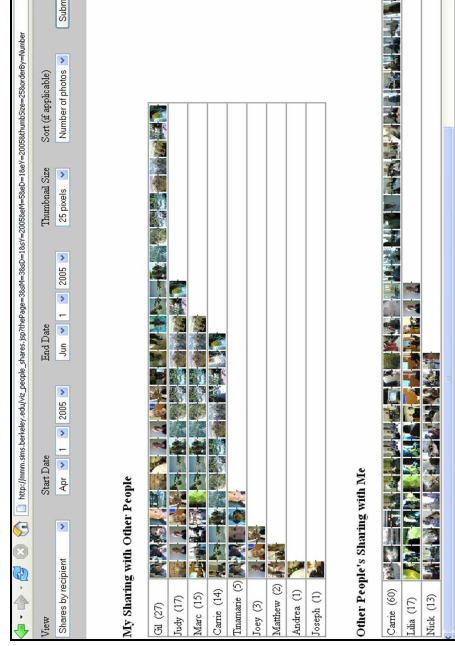 http://mmm.sims.berkeley.edu/viz_people_shares.jsp?thePage=3&sM=3&sD=1&sY=2005&eM=5&eD=1&eY=2005&thumbSize=25&orderBy=Number
View
Start Date
End Date
Thumbnail Size
Sort (if applicable)
Shares by recipient
Apr 1 2005
Jun 1 2005
25 pixels
Number of photos
Subm
My Sharing with Other People
Gil (27)
Judy (17)
Marc (15)
Carrie (14)
Tinamarie (5)
Joey (3)
Matthew (2)
Andrea (1)
Joseph (1)
Other People's Sharing with Me
Carrie (60)
Lilia (17)
Nick (13)